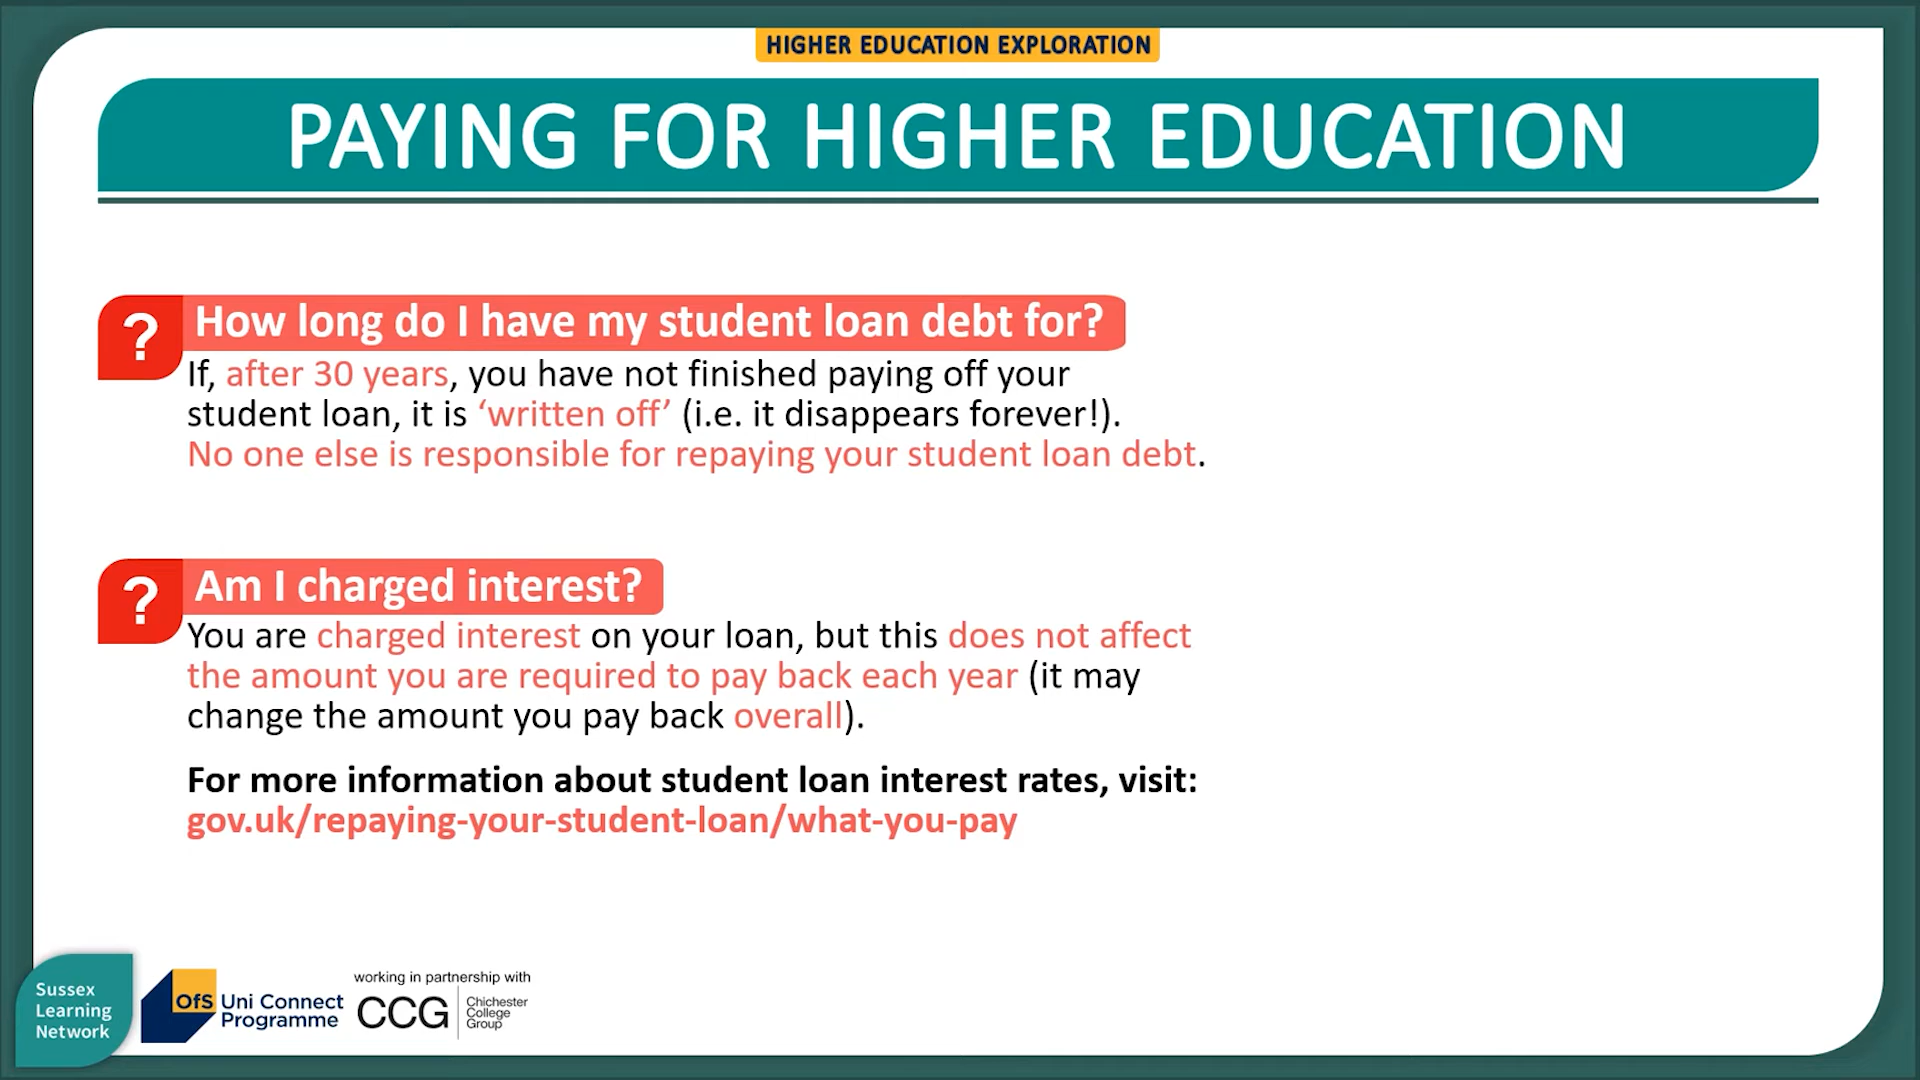 HIGHER EDUCATION EXPLORATION
PAYING FOR HIGHER EDUCATION
?
How long do I have my student loan debt for?
If, after 30 years, you have not finished paying off your
student loan, it is ‘written off’ (i.e. it disappears forever!).
No one else is responsible for repaying your student loan debt.
?
Am I charged interest?
You are charged interest on your loan, but this does not affect
the amount you are required to pay back each year (it may
change the amount you pay back overall).
For more information about student loan interest rates, visit:
gov.uk/repaying-your-student-loan/what-you-pay
Sussex
Learning
Network
OfS
Uni Connect
Programme
working in partnership with
CCG
Chichester
College
Group